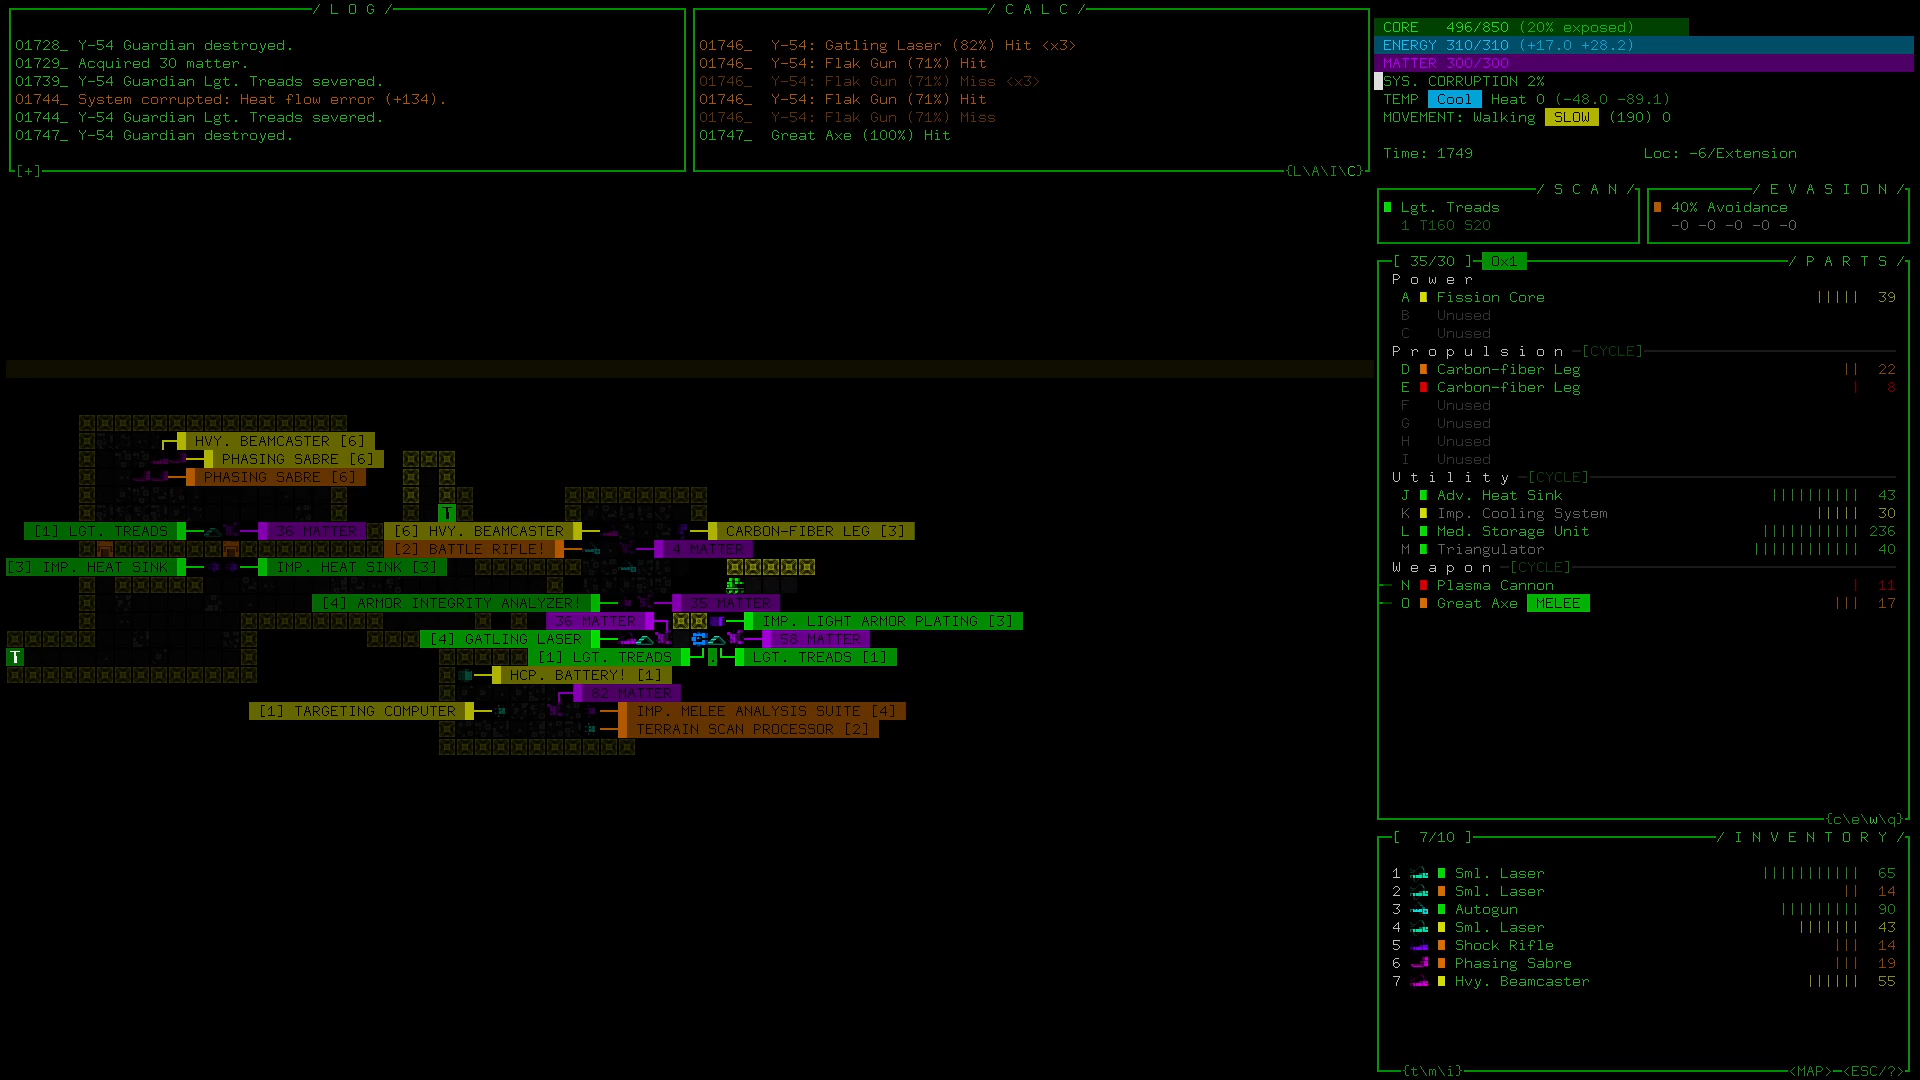 / L O G /
01728_ Y-54 Guardian destroyed.
01729_ Acquired 30 matter.
01739_ Y-54 Guardian Lgt. Treads severed.
01744_ System corrupted: Heat flow error (+134).
01744_ Y-54 Guardian Lgt. Treads severed.
01747_ Y-54 Guardian destroyed.
[+]
/ C A L C /
01746_ Y-54: Gatling Laser (82%) Hit <x3>
01746_ Y-54: Flak Gun (71%) Hit
01746_ Y-54: Flak Gun (71%) Miss <x3>
01746_ Y-54: Flak Gun (71%) Hit
01746_ Y-54: Flak Gun (71%) Miss
01747_ Great Axe (100%) Hit
{L\A\I\C}
CORE 496/850 (20% exposed)
ENERGY 310/310 (+17.0 +28.2)
MATTER 300/300
SYS. CORRUPTION 2%
TEMP Cool Heat 0 (-48.0 -89.1)
MOVEMENT: Walking SLOW (190) 0
Time: 1749 Loc: -6/Extension
/ S C A N /
Lgt. Treads
1 T160 S20
/ E V A S I O N /
40% Avoidance
-0 -0 -0 -0 -0
[ 35/30 ] 0x1 / P A R T S /
P o w e r
A Fission Core 39
B Unused
C Unused
P r o p u l s i o n [CYCLE]
D Carbon-fiber Leg 22
E Carbon-fiber Leg 8
F Unused
G Unused
H Unused
I Unused
U t i l i t y [CYCLE]
J Adv. Heat Sink 43
K Imp. Cooling System 30
L Med. Storage Unit 236
M Triangulator 40
W e a p o n [CYCLE]
N Plasma Cannon 11
O Great Axe MELEE 17
{c\e\w\q}
[ 7/10 ] / I N V E N T O R Y /
1 Sml. Laser 65
2 Sml. Laser 14
3 Autogun 90
4 Sml. Laser 43
5 Shock Rifle 14
6 Phasing Sabre 19
7 Hvy. Beamcaster 55
{t\m\i} <MAP> <ESC/?>
HVY. BEAMCASTER [6]
PHASING SABRE [6]
PHASING SABRE [6]
T
[1] LGT. TREADS 36 MATTER [6] HVY. BEAMCASTER CARBON-FIBER LEG [3]
[2] BATTLE RIFLE! 4 MATTER
[3] IMP. HEAT SINK IMP. HEAT SINK [3]
[4] ARMOR INTEGRITY ANALYZER! 35 MATTER
36 MATTER IMP. LIGHT ARMOR PLATING [3]
[4] GATLING LASER 58 MATTER
T [1] LGT. TREADS LGT. TREADS [1]
HCP. BATTERY! [1]
82 MATTER
[1] TARGETING COMPUTER IMP. MELEE ANALYSIS SUITE [4]
TERRAIN SCAN PROCESSOR [2]